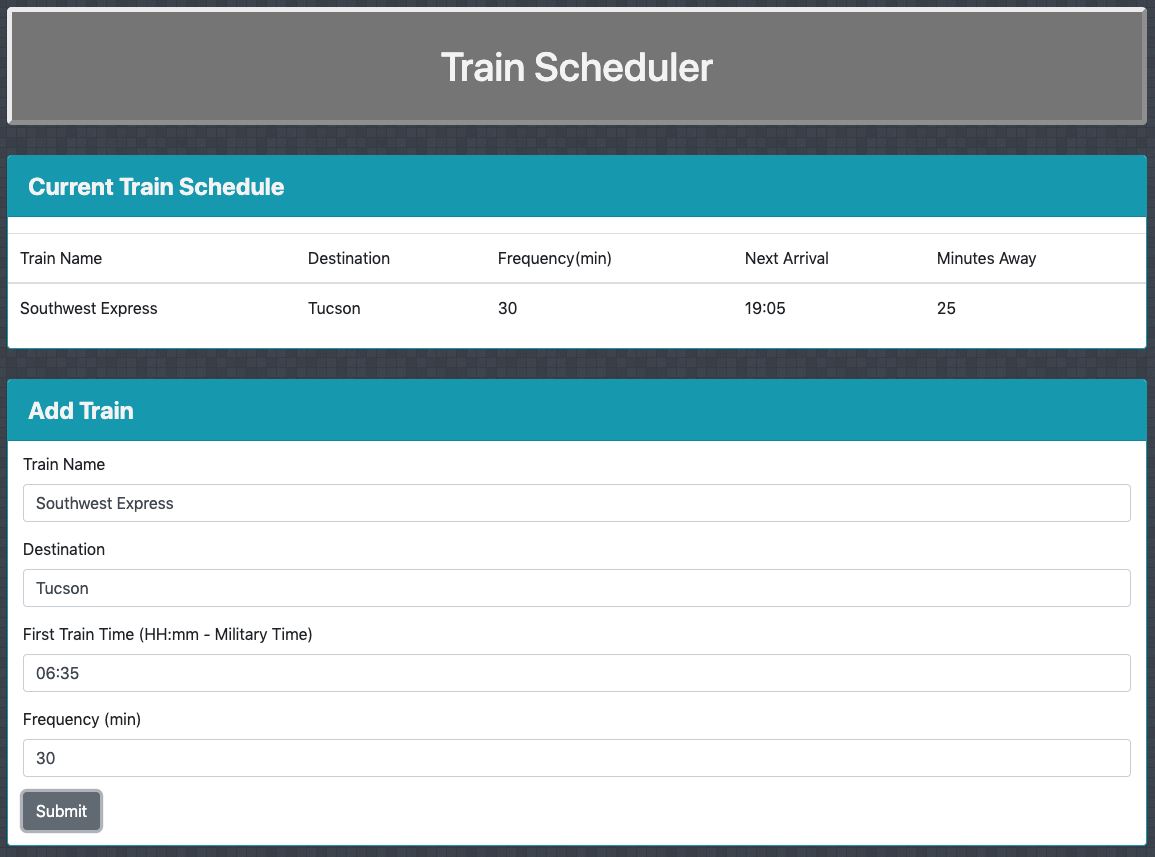 Train Scheduler
Current Train Schedule
Train Name Destination Frequency(min) Next Arrival Minutes Away
Southwest Express Tucson 30 19:05 25
Add Train
Train Name
Southwest Express
Destination
Tucson
First Train Time (HH:mm - Military Time)
06:35
Frequency (min)
30
Submit